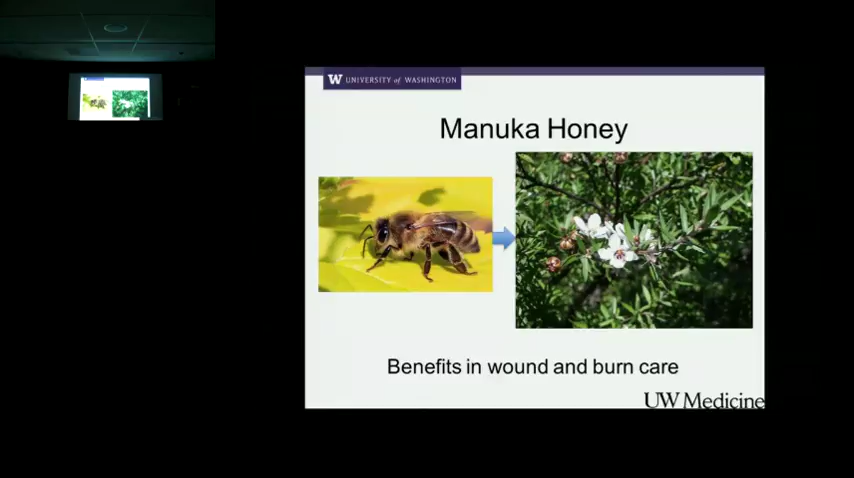 W UNIVERSITY of WASHINGTON
Manuka Honey
Benefits in wound and burn care
UW Medicine